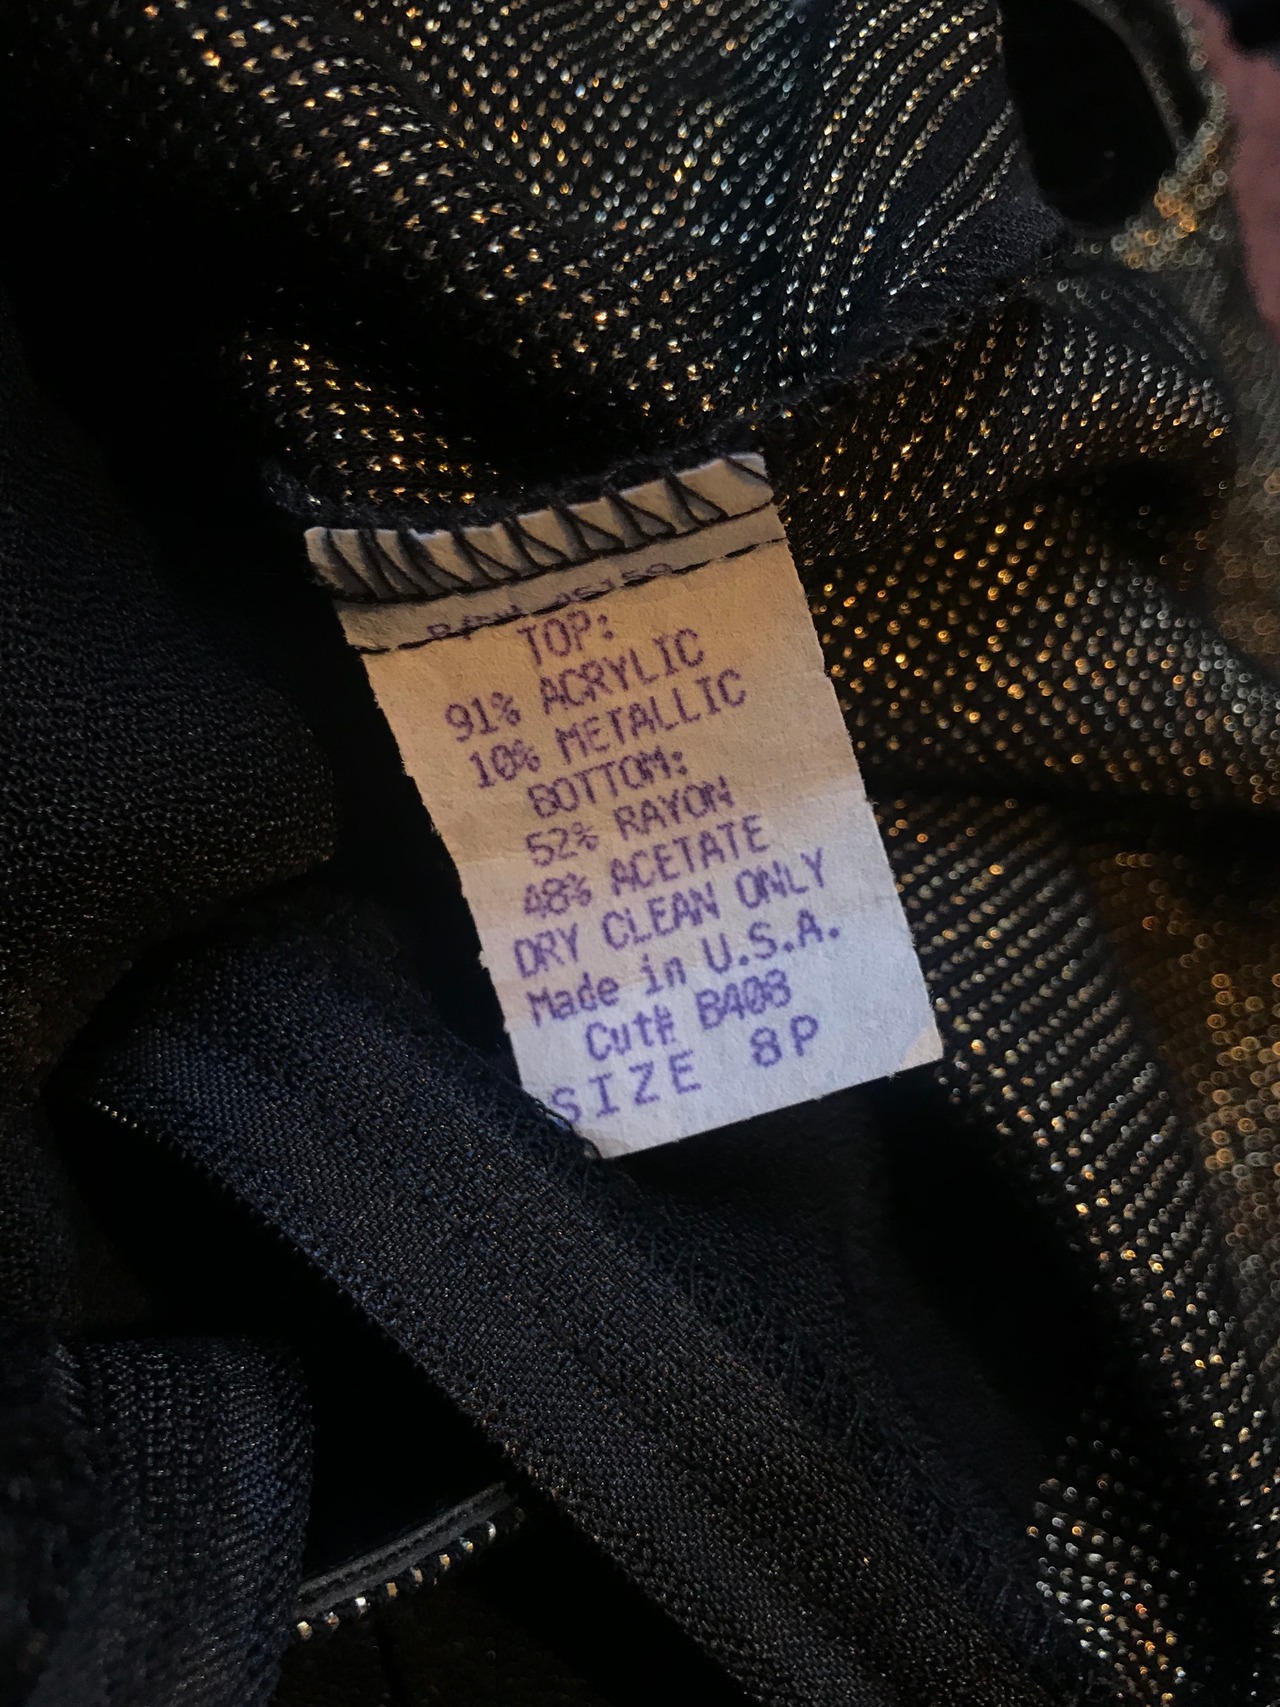 TOP:
91% ACRYLIC
10% METALLIC
BOTTOM:
52% RAYON
48% ACETATE
DRY CLEAN ONLY
Made in U.S.A.
Cut# B408
SIZE 8P